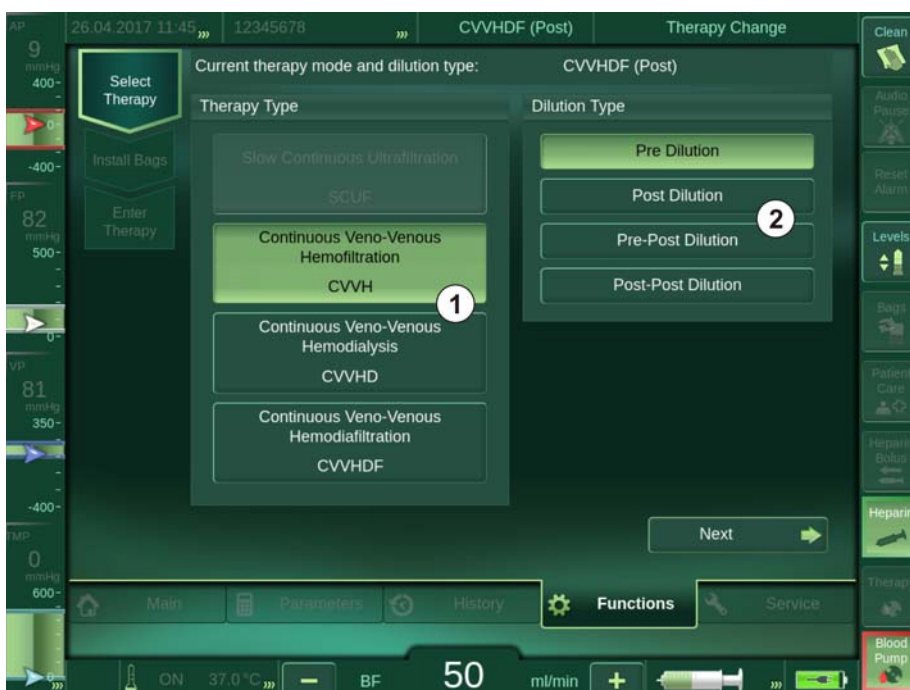 AP
9
mmHg
400
0
-400
FP
82
mmHg
500
0
VP
81
mmHg
350
-400
TMP
0
mmHg
600
0
26.04.2017 11:45
12345678
CVVHDF (Post)
Therapy Change
Select
Therapy
Install Bags
Enter
Therapy
Current therapy mode and dilution type:
CVVHDF (Post)
Therapy Type
Slow Continuous Ultrafiltration
SCUF
Continuous Veno-Venous
Hemofiltration
CVVH
1
Continuous Veno-Venous
Hemodialysis
CVVHD
Continuous Veno-Venous
Hemodiafiltration
CVVHDF
Dilution Type
Pre Dilution
Post Dilution
2
Pre-Post Dilution
Post-Post Dilution
Next
Main
Parameters
History
Functions
Service
ON
37.0 °C
−
BF
50
ml/min
+
Clean
Audio
Pause
Reset
Alarm
Levels
Bags
Patient
Care
Heparin
Bolus
Heparin
Therapy
Blood
Pump